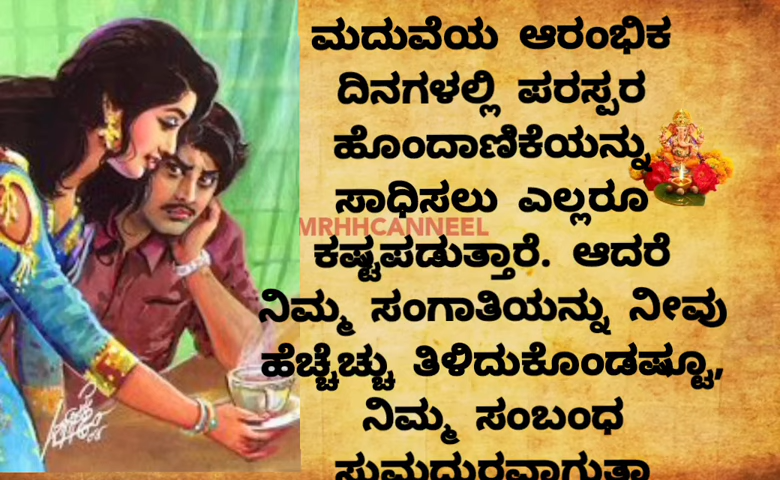 ಮದುವೆಯ ಆರಂಭಿಕ
ದಿನಗಳಲ್ಲಿ ಪರಸ್ಪರ
ಹೊಂದಾಣಿಕೆಯನ್ನು
ಸಾಧಿಸಲು ಎಲ್ಲರೂ
MRHHCANNEEL
ಕಷ್ಟಪಡುತ್ತಾರೆ. ಆದರೆ
ನಿಮ್ಮ ಸಂಗಾತಿಯನ್ನು ನೀವು
ಹೆಚ್ಚೆಚ್ಚು ತಿಳಿದುಕೊಂಡಷ್ಟೂ,
ನಿಮ್ಮ ಸಂಬಂಧ